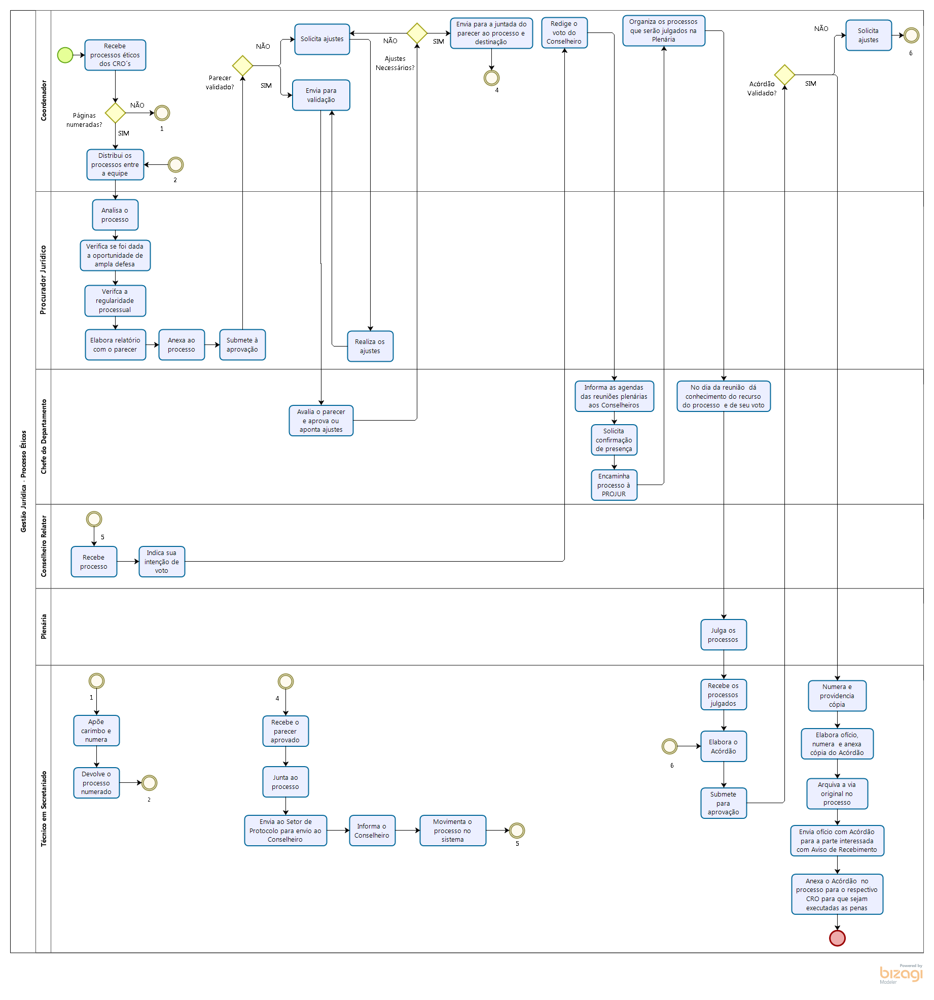 Gestão Jurídica - Processo Éticos
Coordenador
Recebe
processos éticos
dos CRO´s
Páginas
numeradas?
NÃO
1
SIM
Distribui os
processos entre
a equipe
2
Parecer
validado?
NÃO
SIM
Solicita ajustes
Envia para
validação
NÃO
Ajustes
Necessários?
SIM
Envia para a juntada do
parecer ao processo e
destinação
4
Redige o
voto do
Conselheiro
Organiza os processos
que serão julgados na
Plenária
Acórdão
Validado?
NÃO
SIM
Solicita
ajustes
6
Procurador Jurídico
Analisa o
processo
Verifica se foi dada
a oportunidade de
ampla defesa
Verifca a
regularidade
processual
Elabora relatório
com o parecer
Anexa ao
processo
Submete à
aprovação
Realiza os
ajustes
Chefe do Departamento
Avalia o parecer
e aprova ou
aponta ajustes
Informa as agendas
das reuniões plenárias
aos Conselheiros
Solicita
confirmação
de presença
Encaminha
processo à
PROJUR
No dia da reunião  dá
conhecimento do recurso
do processo  e de seu voto
Conselheiro Relator
5
Recebe
processo
Indica sua
intenção de
voto
Plenária
Julga os
processos
Técnico em Secretariado
1
Apõe
carimbo e
numera
Devolve o
processo
numerado
2
4
Recebe o
parecer
aprovado
Junta ao
processo
Envia ao Setor de
Protocolo para envio ao
Conselheiro
Informa o
Conselheiro
Movimenta o
processo no
sistema
5
Recebe os
processos
julgados
6
Elabora o
Acórdão
Submete
para
aprovação
Numera e
providencia
cópia
Elabora ofício,
numera  e anexa
cópia do Acórdão
Arquiva a via
original no
processo
Envia ofício com Acórdão
para a parte interessada
com Aviso de Recebimento
Anexa o Acórdão  no
processo para o respectivo
CRO para que sejam
executadas as penas
Powered by
bizagi
Modeler